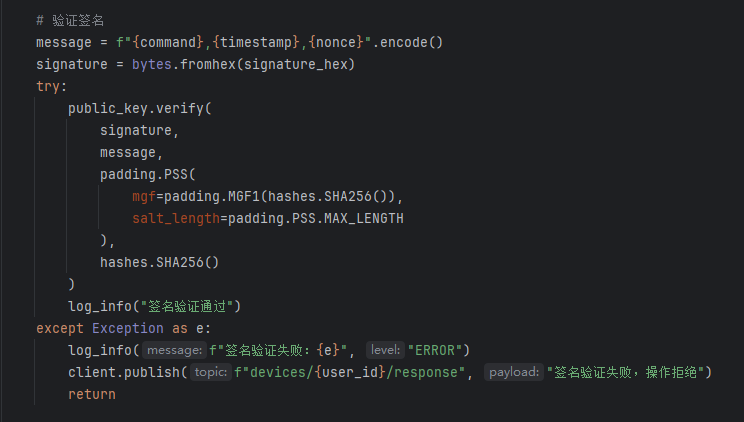 # 验证签名
message = f"{command},{timestamp},{nonce}".encode()
signature = bytes.fromhex(signature_hex)
try:
    public_key.verify(
        signature,
        message,
        padding.PSS(
            mgf=padding.MGF1(hashes.SHA256()),
            salt_length=padding.PSS.MAX_LENGTH
        ),
        hashes.SHA256()
    )
    log_info("签名验证通过")
except Exception as e:
    log_info( message: f"签名验证失败: {e}", level: "ERROR")
    client.publish( topic: f"devices/{user_id}/response", payload: "签名验证失败，操作拒绝")
    return